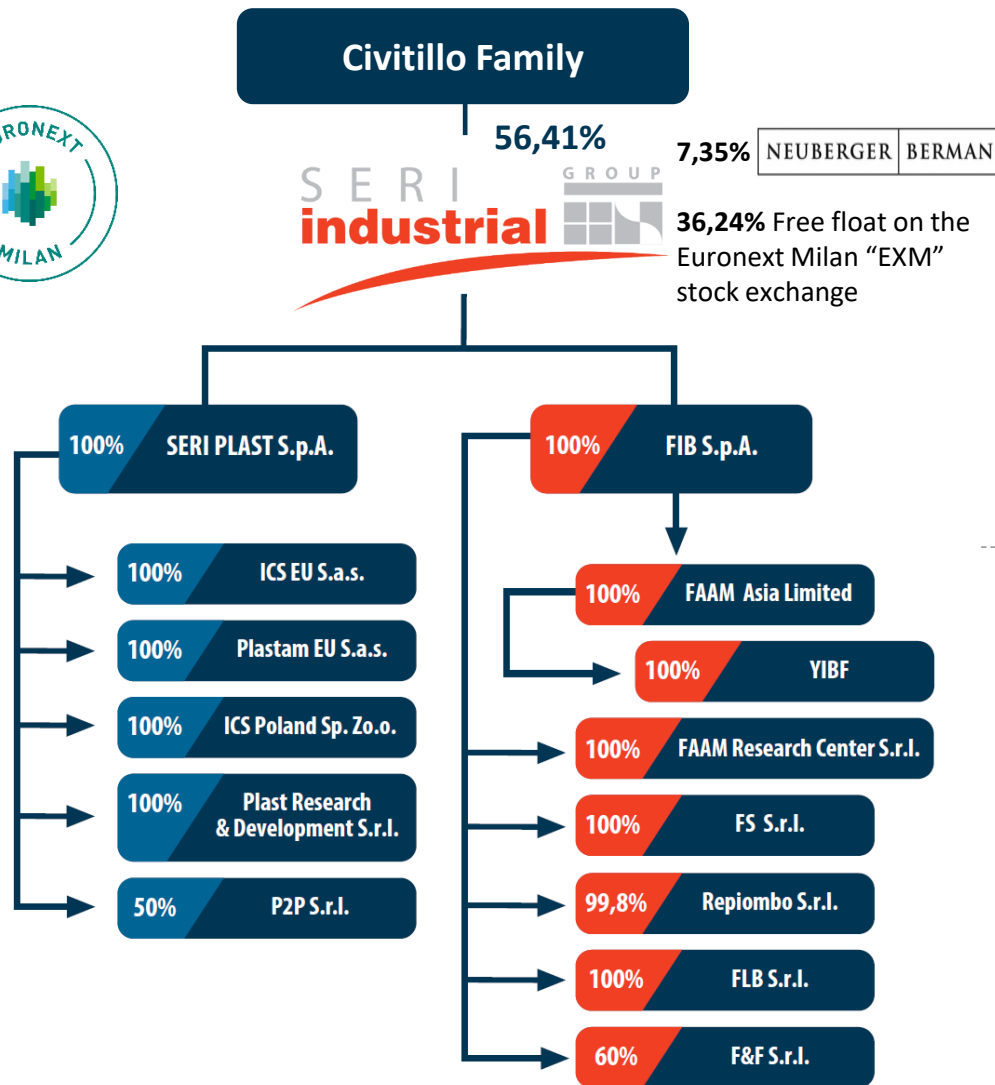 Civitillo Family
56,41%
EURONEXT
MILAN
SERI
industrial
GROUP
7,35% NEUBERGER BERMAN
36,24% Free float on the
Euronext Milan “EXM”
stock exchange
100% SERI PLAST S.p.A.
100% ICS EU S.a.s.
100% Plastam EU S.a.s.
100% ICS Poland Sp. Zo.o.
100% Plast Research
& Development S.r.l.
50% P2P S.r.l.
100% FIB S.p.A.
100% FAAM Asia Limited
100% YIBF
100% FAAM Research Center S.r.l.
100% FS S.r.l.
99,8% Repiombo S.r.l.
100% FLB S.r.l.
60% F&F S.r.l.